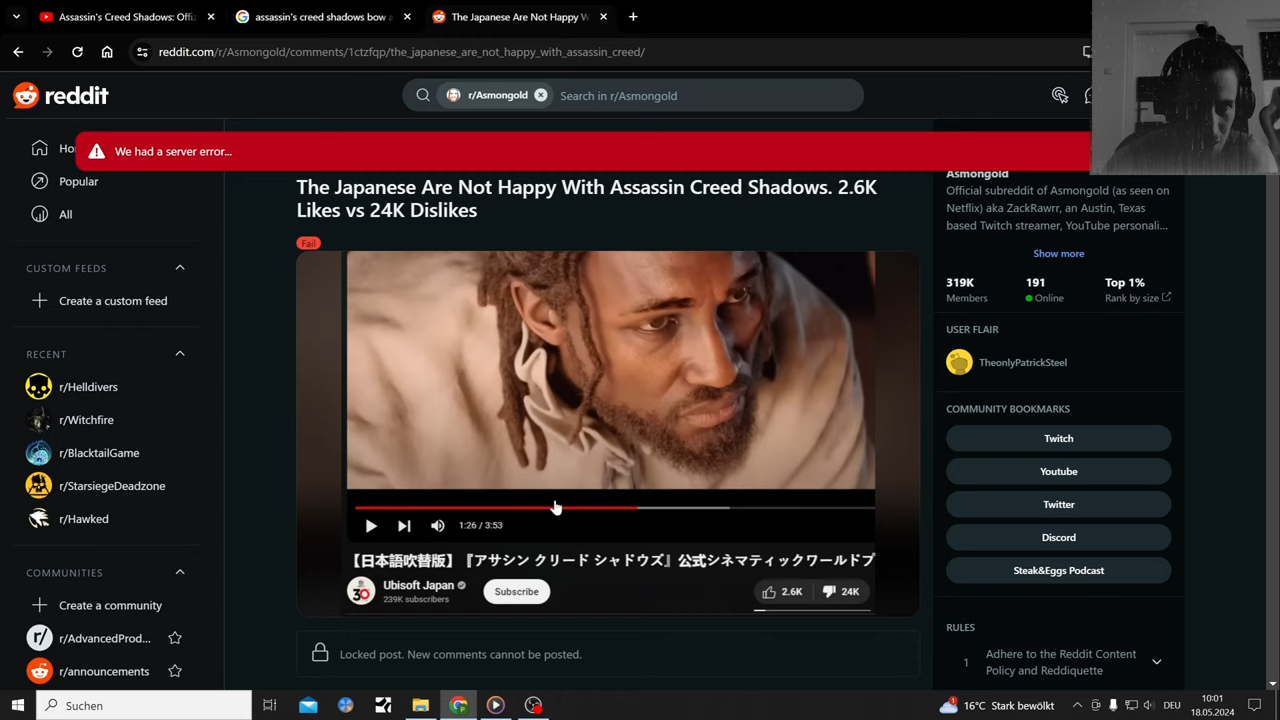 Assassin's Creed Shadows: Offi
assassin's creed shadows bow a
The Japanese Are Not Happy W
reddit.com/r/Asmongold/comments/1ctzfqp/the_japanese_are_not_happy_with_assassin_creed/
reddit
r/Asmongold
Search in r/Asmongold
We had a server error...
Popular
All
CUSTOM FEEDS
Create a custom feed
RECENT
r/Helldivers
r/Witchfire
r/BlacktailGame
r/StarsiegeDeadzone
r/Hawked
COMMUNITIES
Create a community
r/AdvancedProd...
r/announcements
The Japanese Are Not Happy With Assassin Creed Shadows. 2.6K
Likes vs 24K Dislikes
Fail
1:26 / 3:53
【日本語吹替版】『アサシン クリード シャドウズ』公式シネマティックワールドプ
30
Ubisoft Japan
239K subscribers
Subscribe
2.6K
24K
Locked post. New comments cannot be posted.
Asmongold
Official subreddit of Asmongold (as seen on
Netflix) aka ZackRawrr, an Austin, Texas
based Twitch streamer, YouTube personali...
Show more
319K
Members
191
Online
Top 1%
Rank by size
USER FLAIR
TheonlyPatrickSteel
COMMUNITY BOOKMARKS
Twitch
Youtube
Twitter
Discord
Steak&Eggs Podcast
RULES
1
Adhere to the Reddit Content
Policy and Reddiquette
Suchen
1
16°C Stark bewölkt
DEU
10:01
18.05.2024